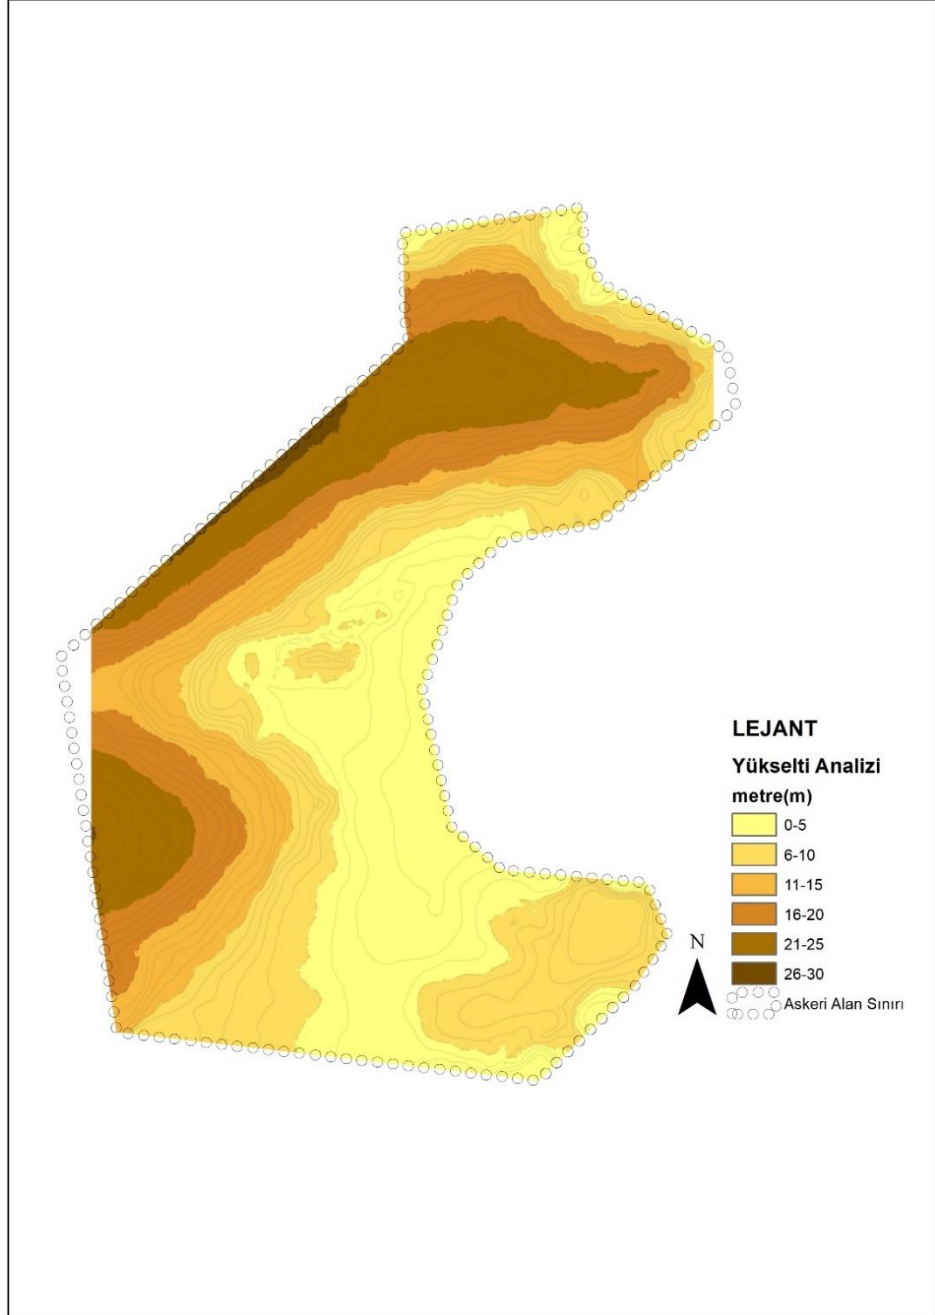 LEJANT
Yükselti Analizi
metre(m)
0-5
6-10
11-15
16-20
21-25
26-30
Askeri Alan Sınırı
N